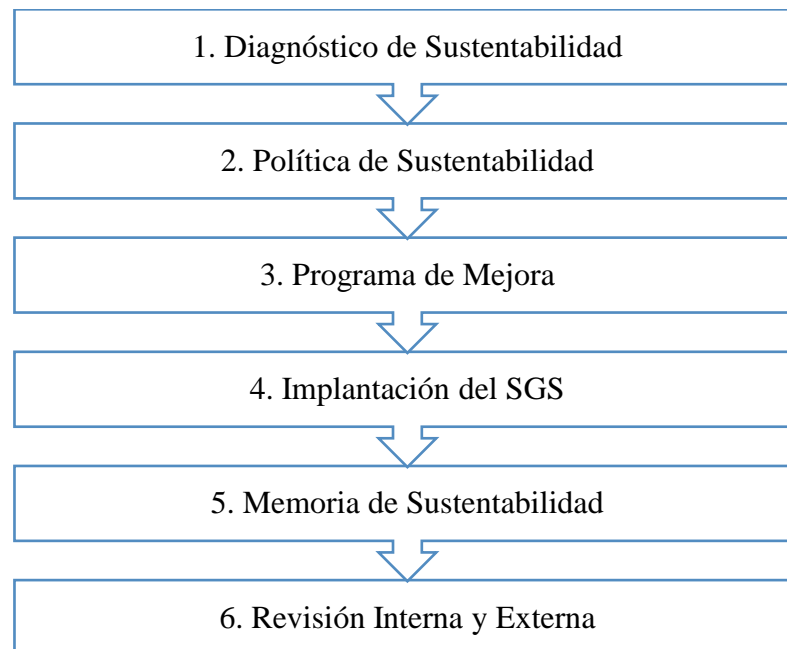 1. Diagnóstico de Sustentabilidad
2. Política de Sustentabilidad
3. Programa de Mejora
4. Implantación del SGS
5. Memoria de Sustentabilidad
6. Revisión Interna y Externa